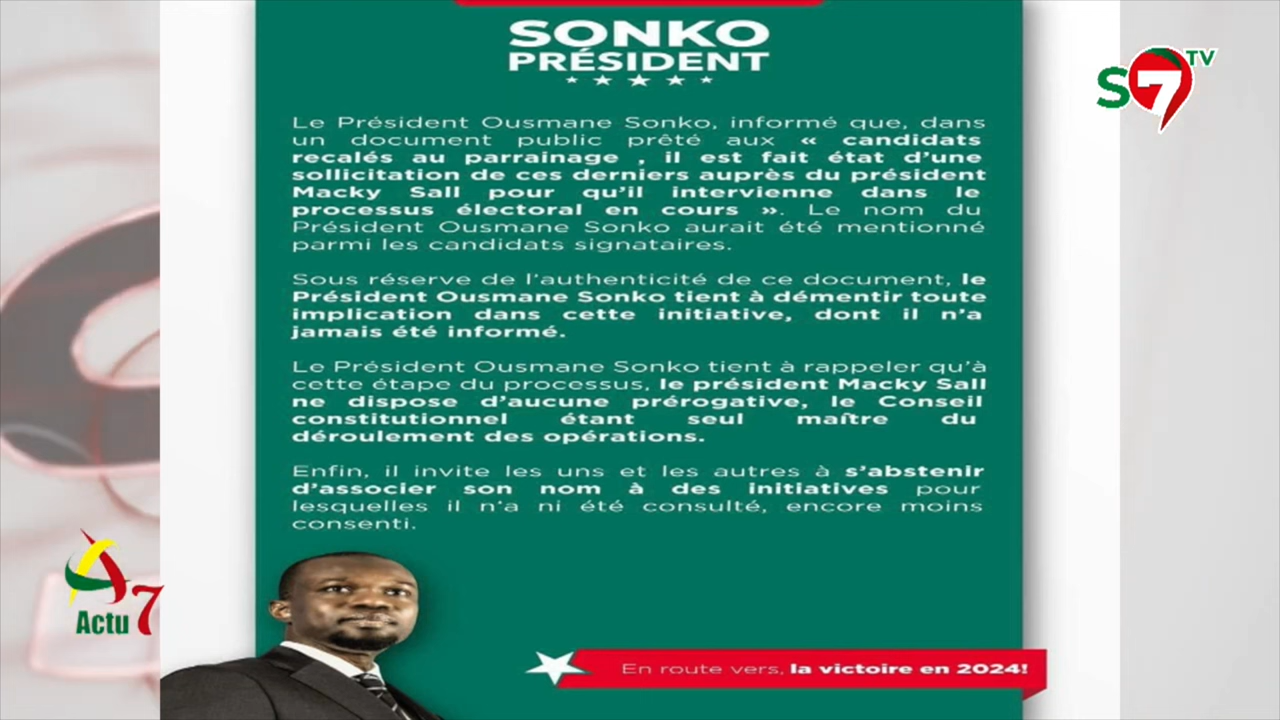 SONKO
PRÉSIDENT
S7 TV
Le Président Ousmane Sonko, informé que, dans
un document public prêté aux « candidats
recalés au parrainage , il est fait état d'une
sollicitation de ces derniers auprès du président
Macky Sall pour qu'il intervienne dans le
processus électoral en cours ». Le nom du
Président Ousmane Sonko aurait été mentionné
parmi les candidats signataires.
Sous réserve de l'authenticité de ce document, le
Président Ousmane Sonko tient à démentir toute
implication dans cette initiative, dont il n'a
jamais été informé.
Le Président Ousmane Sonko tient à rappeler qu'à
cette étape du processus, le président Macky Sall
ne dispose d'aucune prérogative, le Conseil
constitutionnel étant seul maître du
déroulement des opérations.
Enfin, il invite les uns et les autres à s'abstenir
d'associer son nom à des initiatives pour
lesquelles il n'a ni été consulté, encore moins
consenti.
Actu 7
En route vers, la victoire en 2024!